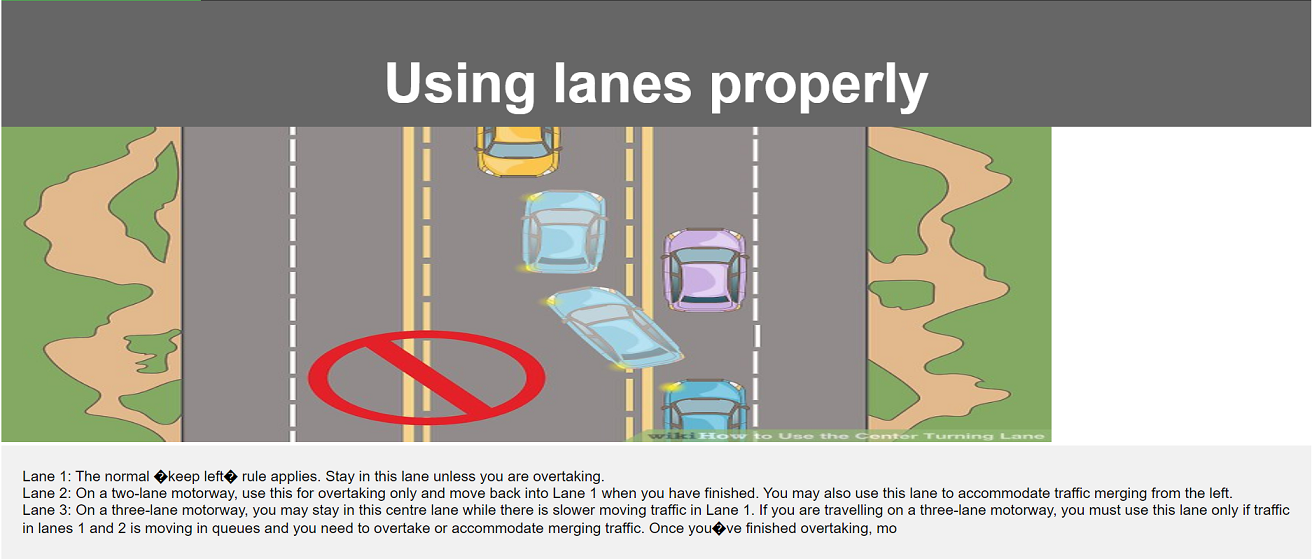 Using lanes properly
wikiHow to Use the Center Turning Lane
Lane 1: The normal �keep left� rule applies. Stay in this lane unless you are overtaking.
Lane 2: On a two-lane motorway, use this for overtaking only and move back into Lane 1 when you have finished. You may also use this lane to accommodate traffic merging from the left.
Lane 3: On a three-lane motorway, you may stay in this centre lane while there is slower moving traffic in Lane 1. If you are travelling on a three-lane motorway, you must use this lane only if traffic
in lanes 1 and 2 is moving in queues and you need to overtake or accommodate merging traffic. Once you�ve finished overtaking, mo